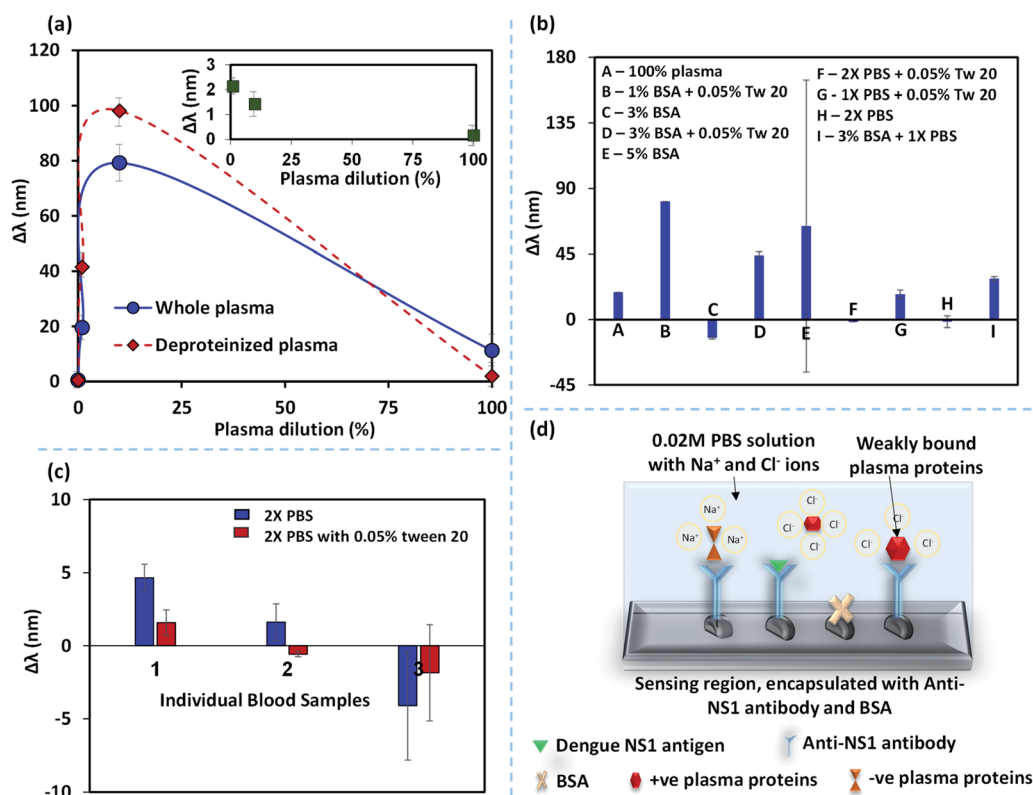 (a)
120
100
80
60
40
20
0
Δλ (nm)
0
25
50
75
100
Plasma dilution (%)
Whole plasma
Deproteinized plasma
3
2
1
0
Δλ (nm)
0
25
50
75
100
Plasma dilution (%)
(b)
180
135
90
45
0
-45
Δλ (nm)
A – 100% plasma
B – 1% BSA + 0.05% Tw 20
C – 3% BSA
D – 3% BSA + 0.05% Tw 20
E – 5% BSA
F – 2X PBS + 0.05% Tw 20
G - 1X PBS + 0.05% Tw 20
H – 2X PBS
I – 3% BSA + 1X PBS
A
B
C
D
E
F
G
H
I
(c)
10
5
0
-5
-10
Δλ (nm)
2X PBS
2X PBS with 0.05% tween 20
1
2
3
Individual Blood Samples
(d)
0.02M PBS solution
with Na⁺ and Cl⁻ ions
Weakly bound
plasma proteins
Na⁺
Na⁺
Na⁺
Cl⁻
Cl⁻
Cl⁻
Cl⁻
Cl⁻
Cl⁻
Cl⁻
Sensing region, encapsulated with Anti-
NS1 antibody and BSA
Dengue NS1 antigen
Anti-NS1 antibody
BSA
+ve plasma proteins
-ve plasma proteins